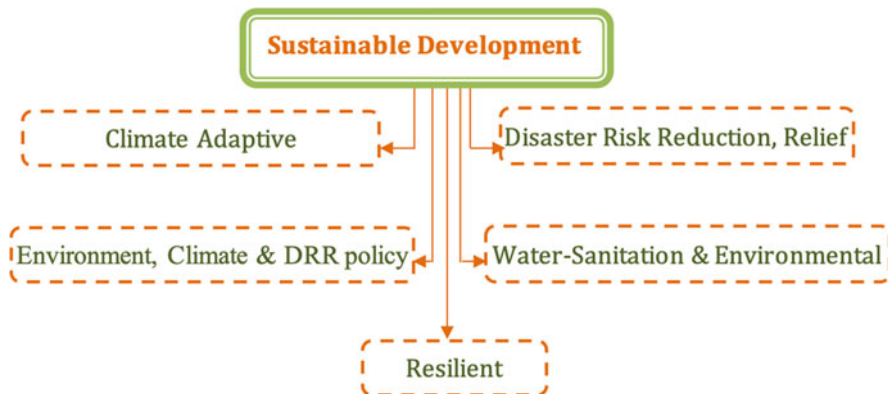 Sustainable Development
Climate Adaptive
Disaster Risk Reduction, Relief
Environment, Climate & DRR policy
Water-Sanitation & Environmental
Resilient